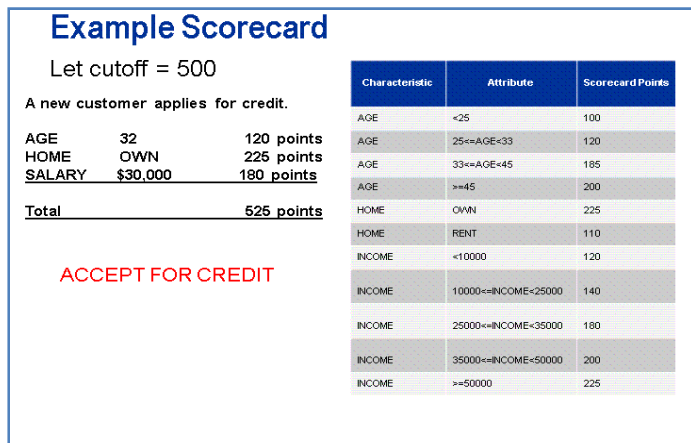 Example Scorecard
Let cutoff = 500
A new customer applies for credit.
AGE 32 120 points
HOME OWN 225 points
SALARY $30,000 180 points
Total 525 points
ACCEPT FOR CREDIT
Characteristic Attribute Scorecard Points
AGE <25 100
AGE 25<=AGE<33 120
AGE 33<=AGE<45 185
AGE >=45 200
HOME OWN 225
HOME RENT 110
INCOME <10000 120
INCOME 10000<=INCOME<25000 140
INCOME 25000<=INCOME<35000 180
INCOME 35000<=INCOME<50000 200
INCOME >=50000 225